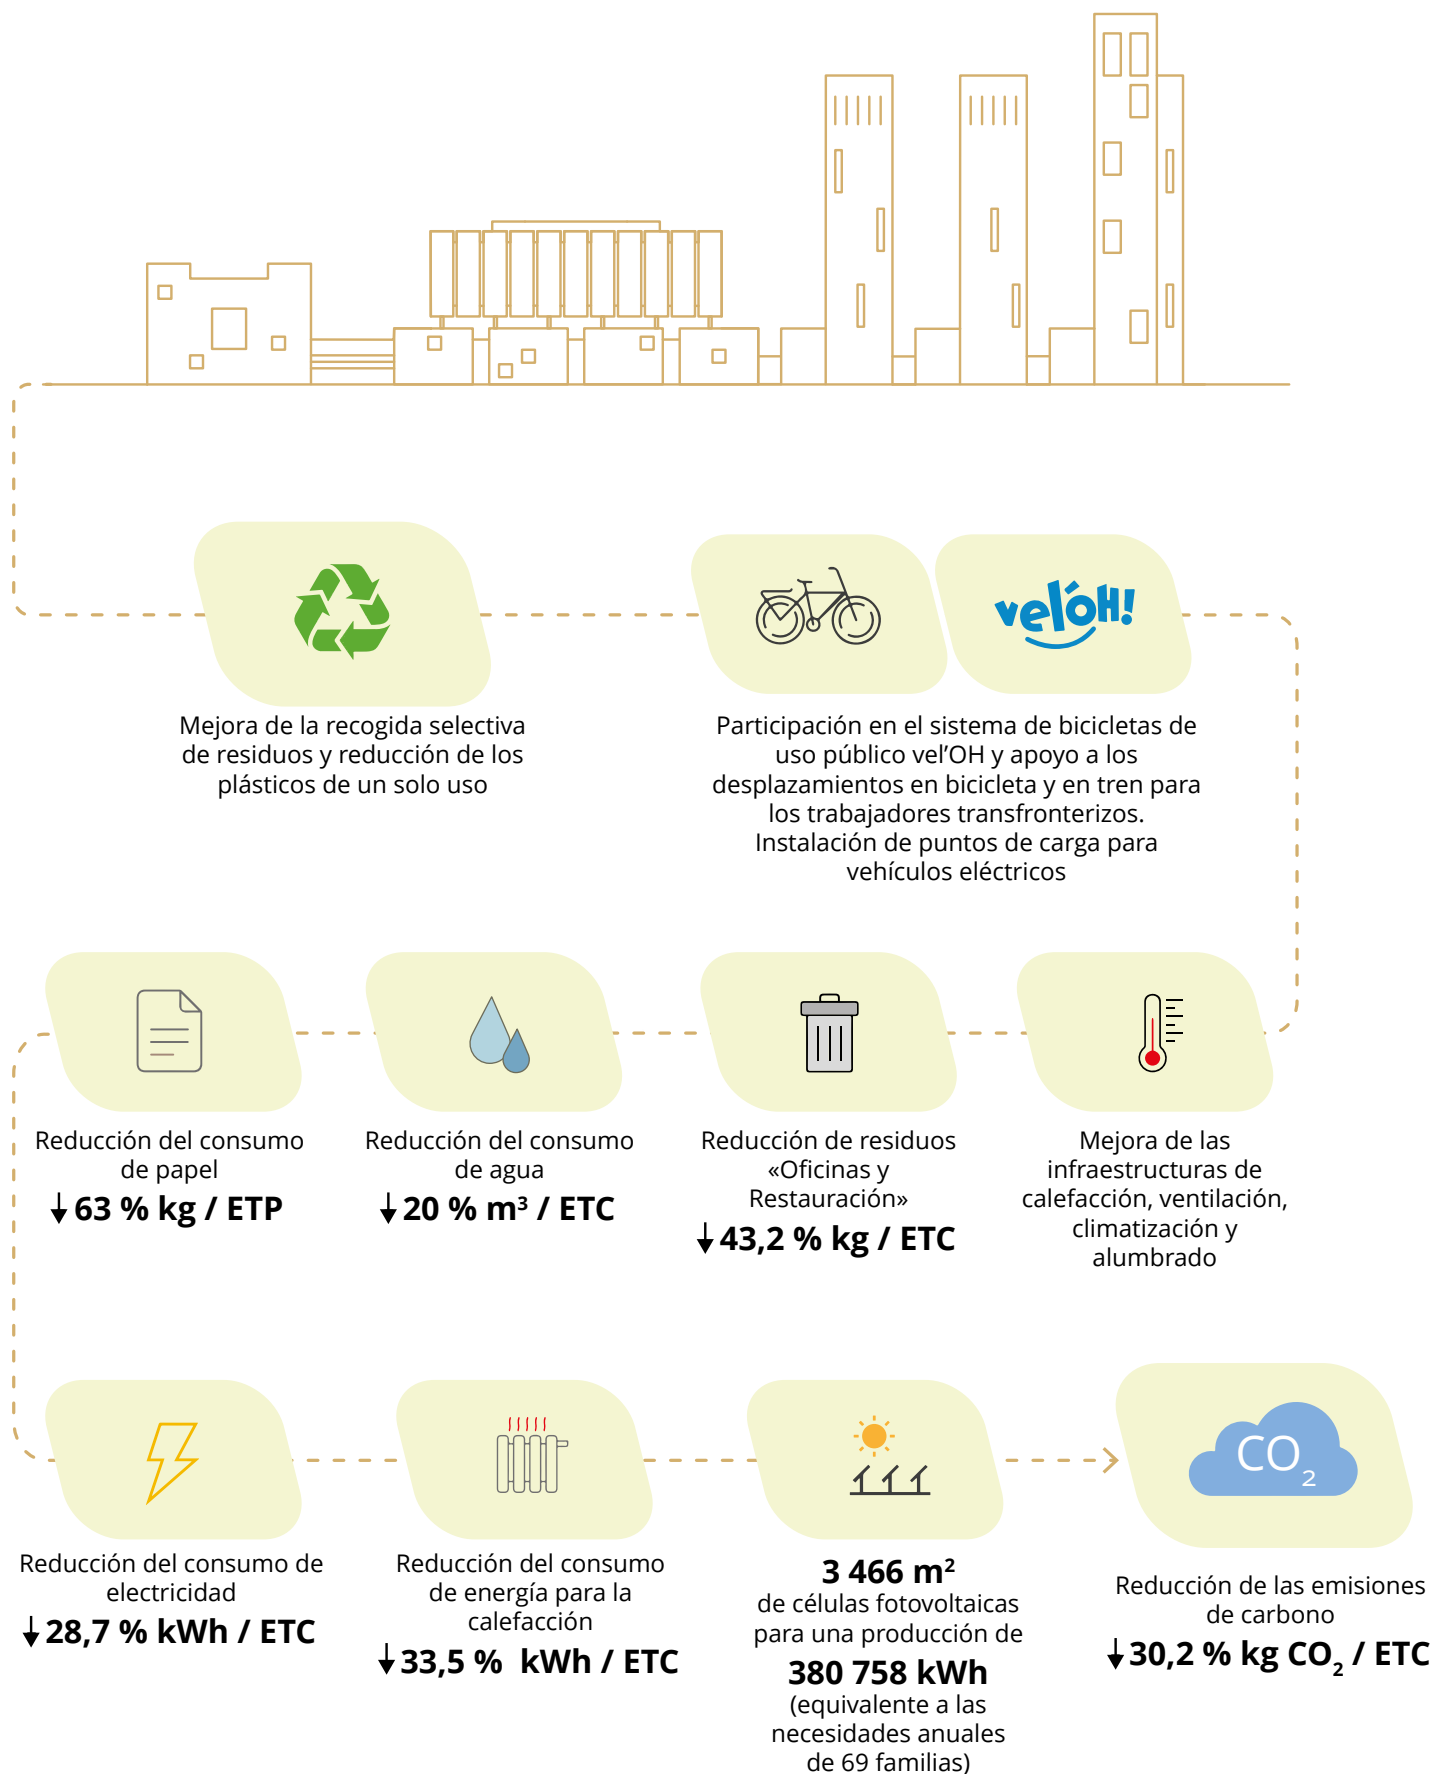 vel'OH!
Mejora de la recogida selectiva
de residuos y reducción de los
plásticos de un solo uso
Participación en el sistema de bicicletas de
uso público vel’OH y apoyo a los
desplazamientos en bicicleta y en tren para
los trabajadores transfronterizos.
Instalación de puntos de carga para
vehículos eléctricos
Reducción del consumo
de papel
↓ 63 % kg / ETP
Reducción del consumo
de agua
↓ 20 % m³ / ETC
Reducción de residuos
«Oficinas y
Restauración»
↓ 43,2 % kg / ETC
Mejora de las
infraestructuras de
calefacción, ventilación,
climatización y
alumbrado
Reducción del consumo de
electricidad
↓ 28,7 % kWh / ETC
Reducción del consumo
de energía para la
calefacción
↓ 33,5 % kWh / ETC
3 466 m²
de células fotovoltaicas
para una producción de
380 758 kWh
(equivalente a las
necesidades anuales
de 69 familias)
CO₂
Reducción de las emisiones
de carbono
↓ 30,2 % kg CO₂ / ETC